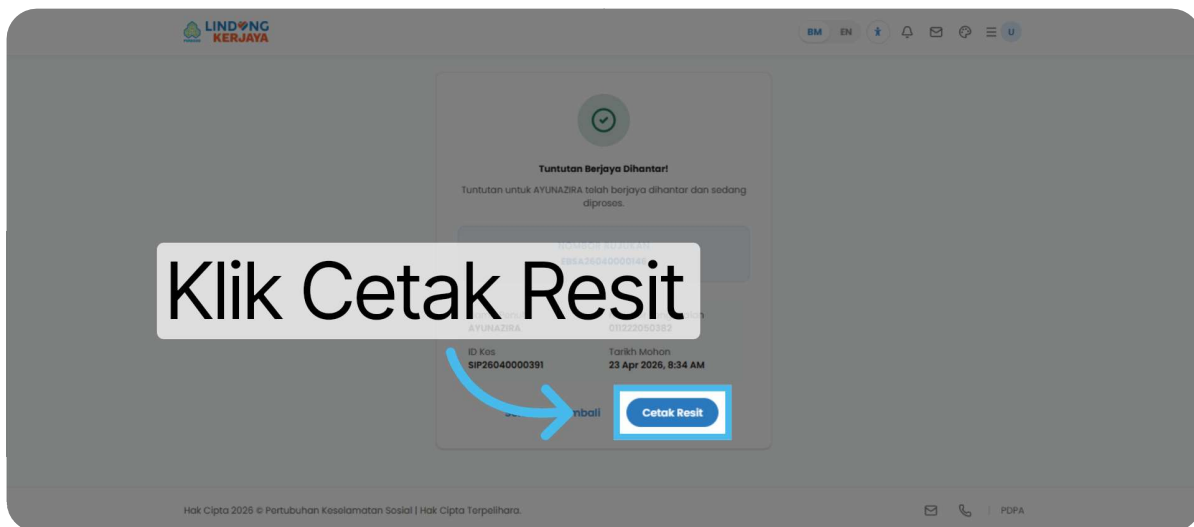 LINDUNG
KERJAYA
BM EN U
Tuntutan Berjaya Dihantar!
Tuntutan untuk AYUNAZIRA telah berjaya dihantar dan sedang
diproses.
NOMBOR RUJUKAN
Klik Cetak Resit
AYUNAZIRA 011222050383
ID Kes Tarikh Mohon
SIP26040000391 23 Apr 2026, 8:34 AM
Cetak Resit
Hak Cipta 2026 © Pertubuhan Keselamatan Sosial | Hak Cipta Terpelihara. | PDPA